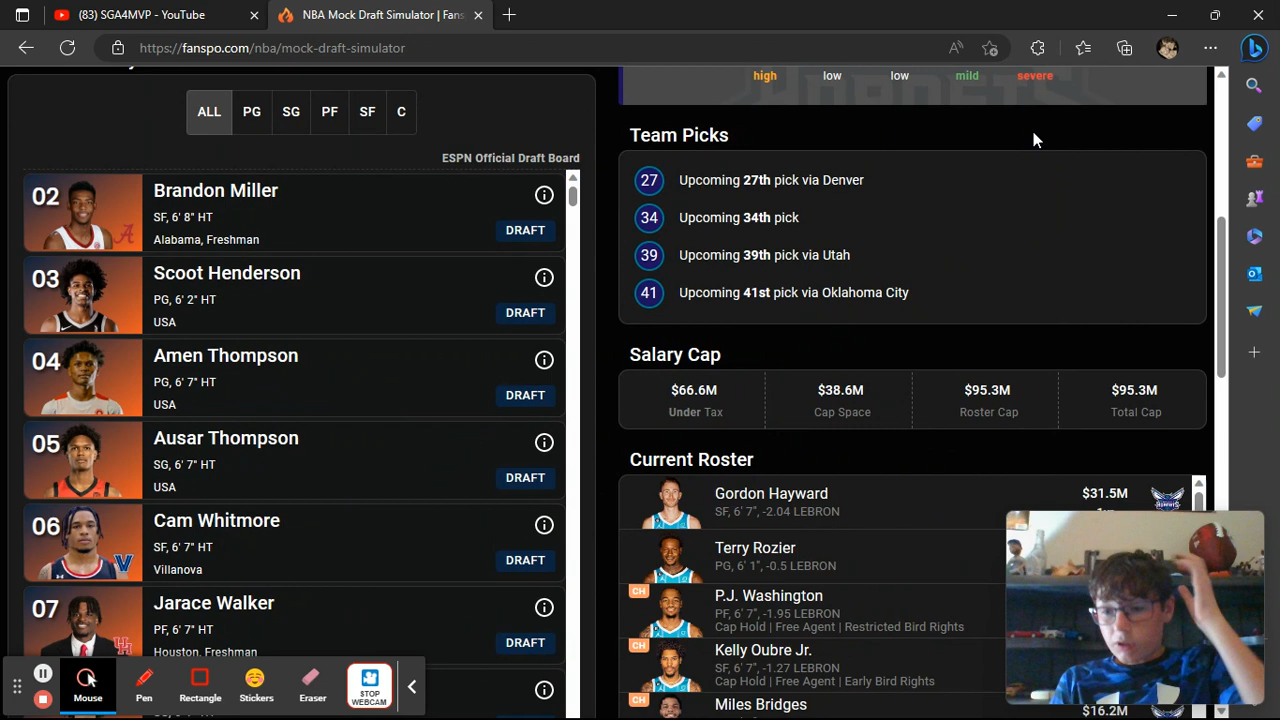 (83) SGA4MVP - YouTube
NBA Mock Draft Simulator | Fans
https://fanspo.com/nba/mock-draft-simulator
ALL PG SG PF SF C
ESPN Official Draft Board
02
Brandon Miller
SF, 6' 8" HT
Alabama, Freshman
DRAFT
03
Scoot Henderson
PG, 6' 2" HT
USA
DRAFT
04
Amen Thompson
PG, 6' 7" HT
USA
DRAFT
05
Ausar Thompson
SG, 6' 7" HT
USA
DRAFT
06
Cam Whitmore
SF, 6' 7" HT
Villanova
DRAFT
07
Jarace Walker
PF, 6' 7" HT
Houston, Freshman
DRAFT
Mouse Pen Rectangle Stickers Eraser STOP WEBCAM
high low low mild severe
Team Picks
27 Upcoming 27th pick via Denver
34 Upcoming 34th pick
39 Upcoming 39th pick via Utah
41 Upcoming 41st pick via Oklahoma City
Salary Cap
$66.6M $38.6M $95.3M $95.3M
Under Tax Cap Space Roster Cap Total Cap
Current Roster
Gordon Hayward $31.5M
SF, 6' 7", -2.04 LEBRON
Terry Rozier
PG, 6' 1", -0.5 LEBRON
CH P.J. Washington
PF, 6' 7", -1.95 LEBRON
Cap Hold | Free Agent | Restricted Bird Rights
CH Kelly Oubre Jr.
SF, 6' 7", -1.27 LEBRON
Cap Hold | Free Agent | Early Bird Rights
CH Miles Bridges $16.2M